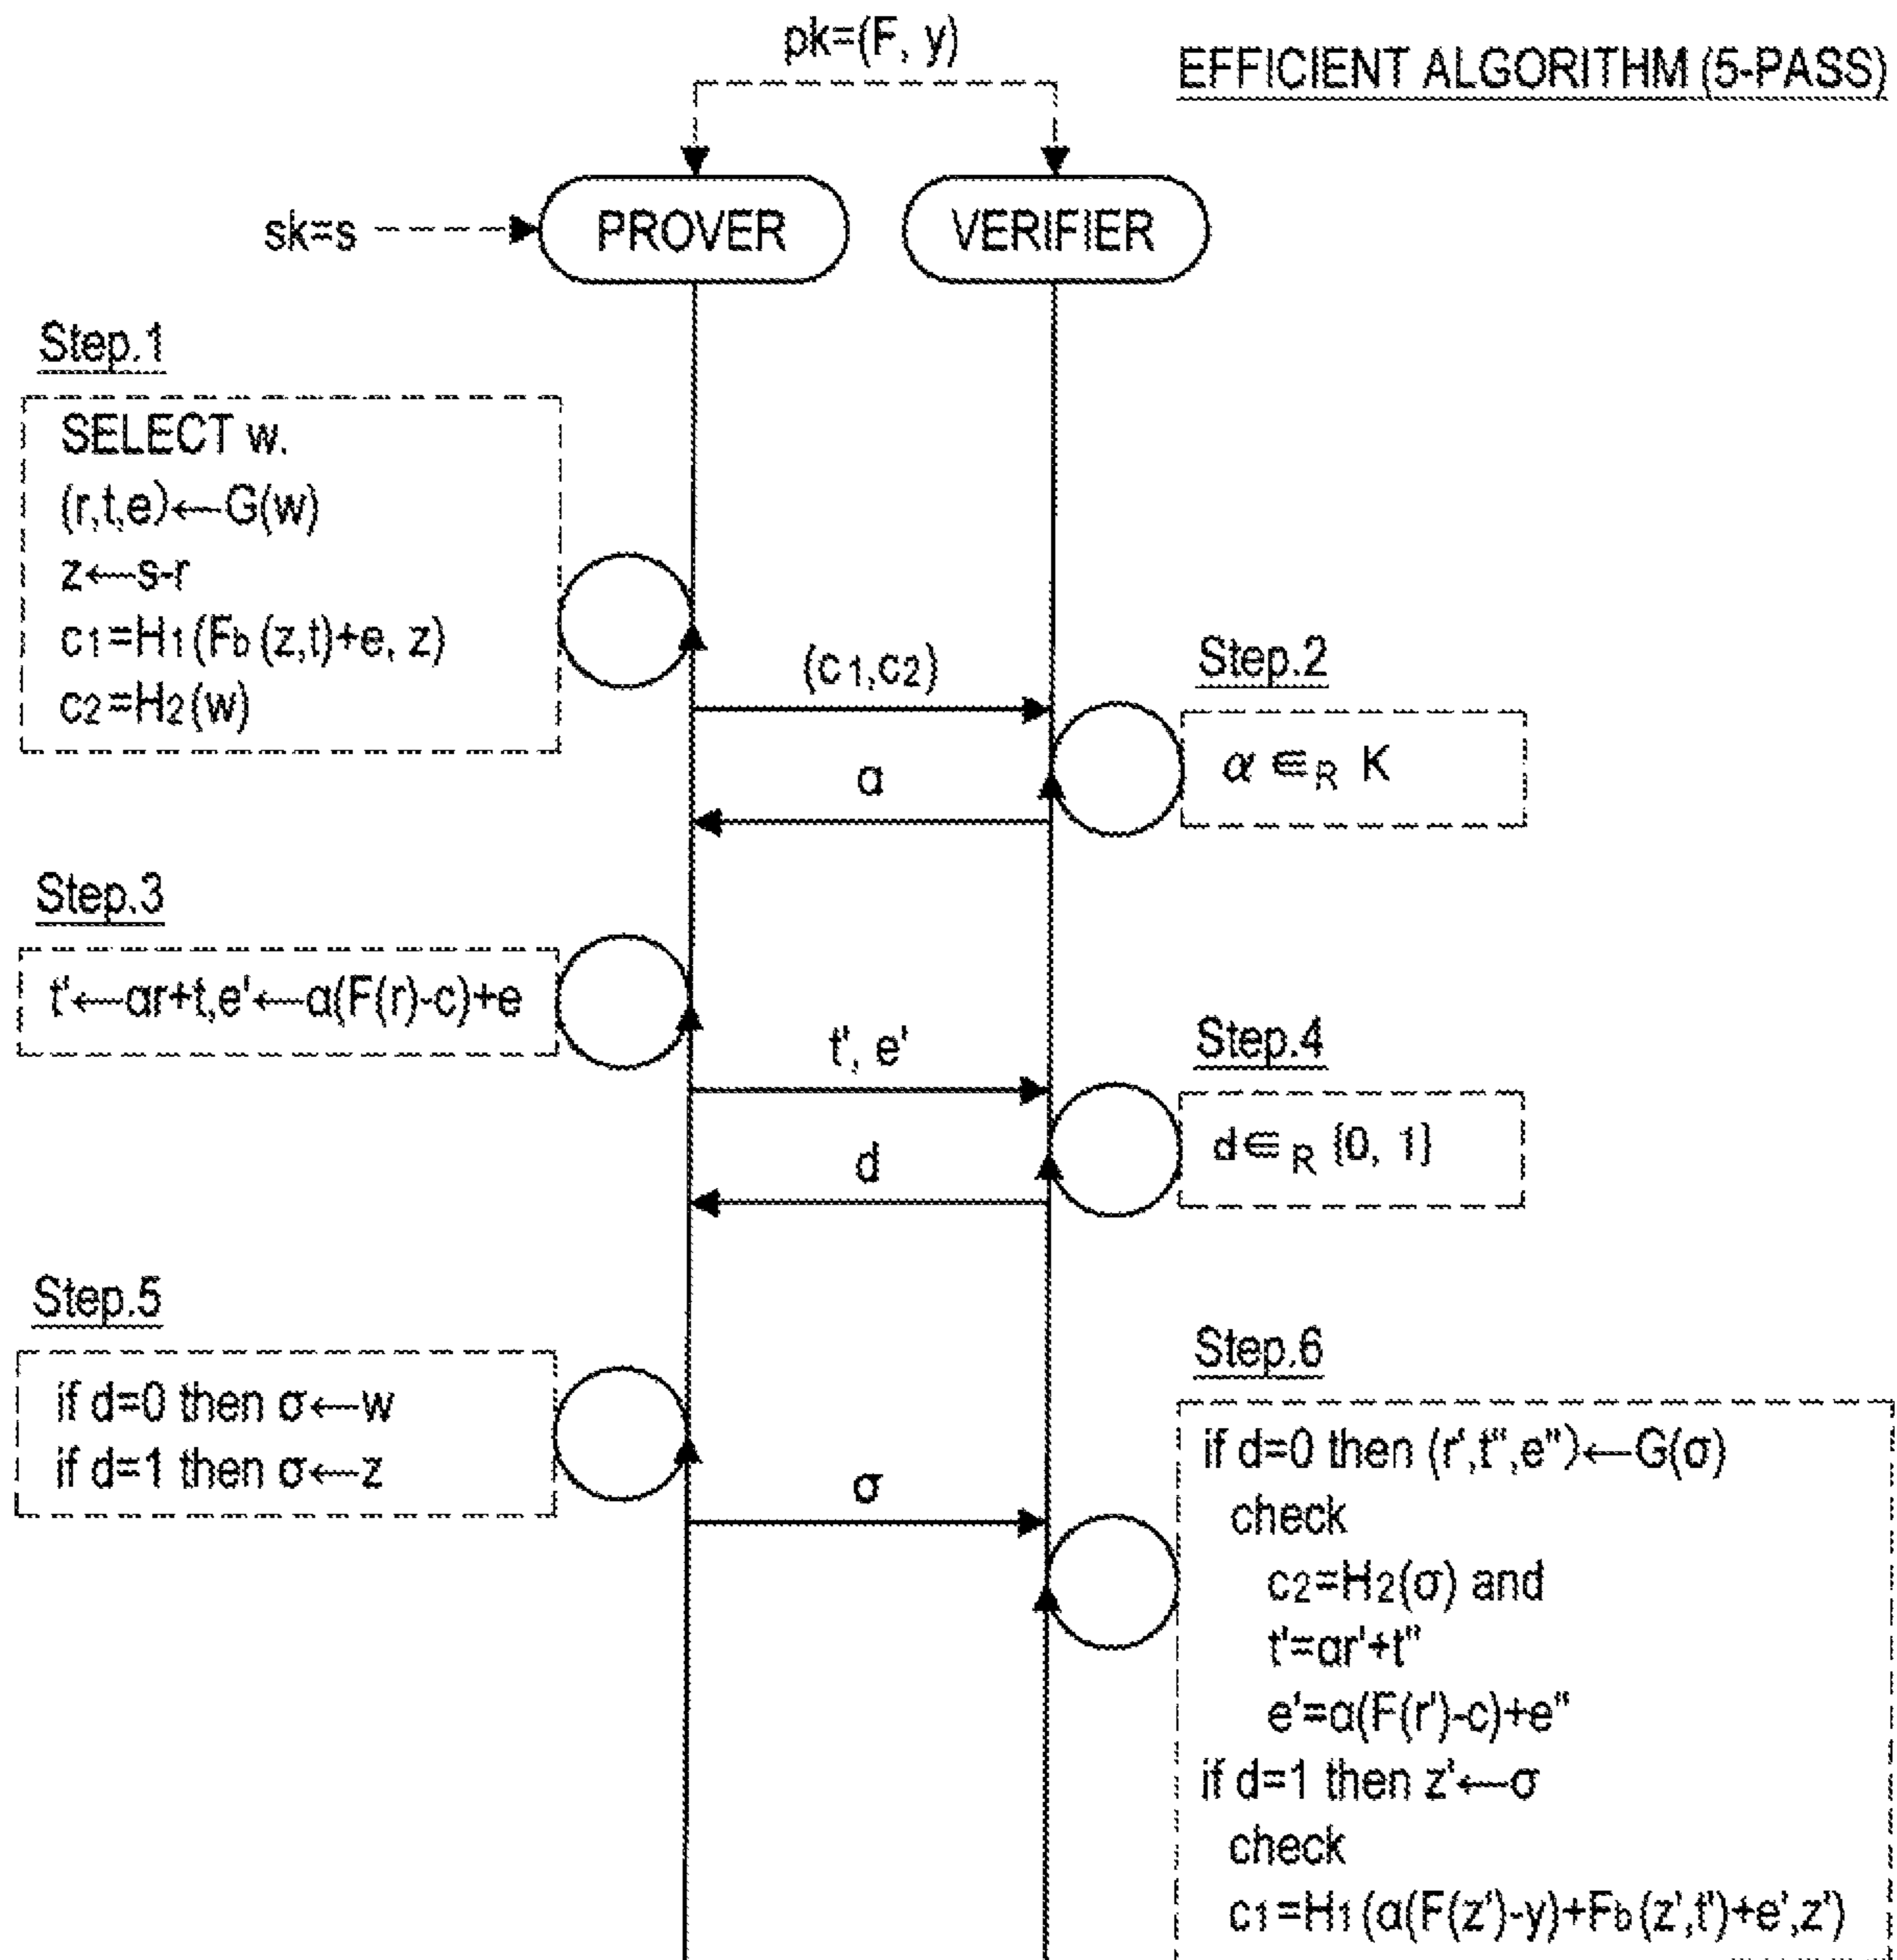 pk=(F, y)
EFFICIENT ALGORITHM (5-PASS)
sk=s
PROVER
VERIFIER
Step.1
SELECT w.
(r,t,e)←G(w)
z←s-r
c1=H1(Fb(z,t)+e, z)
c2=H2(w)
(c1,c2)
Step.2
α ∈R K
α
Step.3
t'←αr+t,e'←α(F(r)-c)+e
t', e'
Step.4
d∈R {0, 1}
d
Step.5
if d=0 then σ←w
if d=1 then σ←z
σ
Step.6
if d=0 then (r',t'',e'')←G(σ)
check
c2=H2(σ) and
t'=αr'+t''
e'=α(F(r')-c)+e''
if d=1 then z'←σ
check
c1=H1(α(F(z')-y)+Fb(z',t')+e',z')